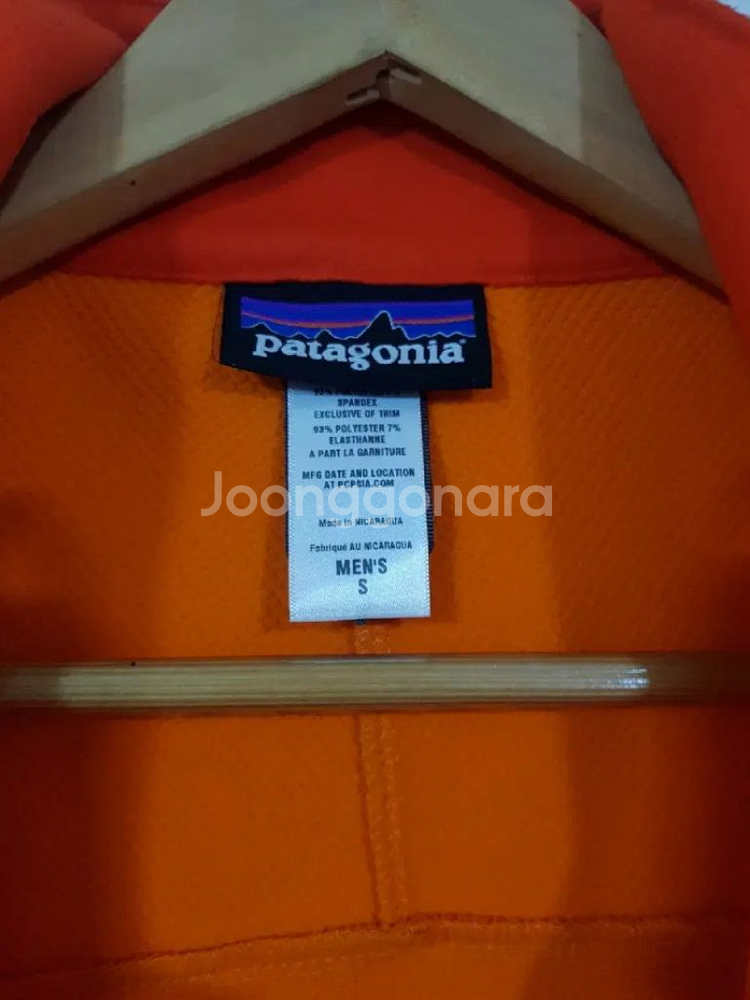 patagonia
SPANDEX
EXCLUSIVE OF TRIM
93% POLYESTER 7%
ELASTHANNE
A PART LA GARNITURE
MFG DATE AND LOCATION
AT PCPSIA.COM
Joonggonara
Made in NICARAGUA
Fabriqué AU NICARAGUA
MEN'S
S